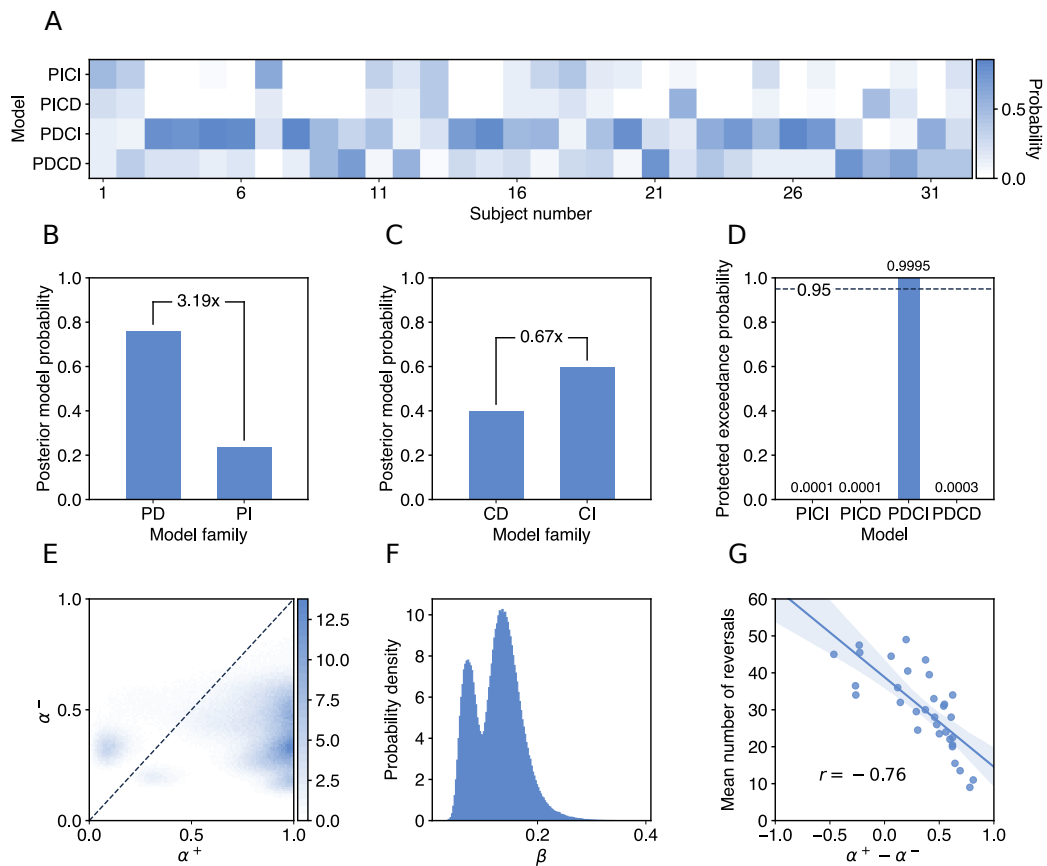 A
Model
PICI
PICD
PDCI
PDCD
1 6 11 16 21 26 31
Subject number
0.5
0.0
Probability
B
Posterior model probability
1.0
0.8
0.6
0.4
0.2
0.0
3.19x
PD PI
Model family
C
Posterior model probability
1.0
0.8
0.6
0.4
0.2
0.0
0.67x
CD CI
Model family
D
Protected exceedance probability
0.9995
1.0
0.8
0.6
0.4
0.2
0.0
0.95
0.0001 0.0001 0.0003
PICI PICD PDCI PDCD
Model
E
α⁻
1.0
0.5
0.0
0.0 0.5 1.0
α⁺
12.5
10.0
7.5
5.0
2.5
0.0
F
Probability density
10
8
6
4
2
0
0.0 0.2 0.4
β
G
Mean number of reversals
60
50
40
30
20
10
0
r = −0.76
−1.0 −0.5 0.0 0.5 1.0
α⁺ − α⁻